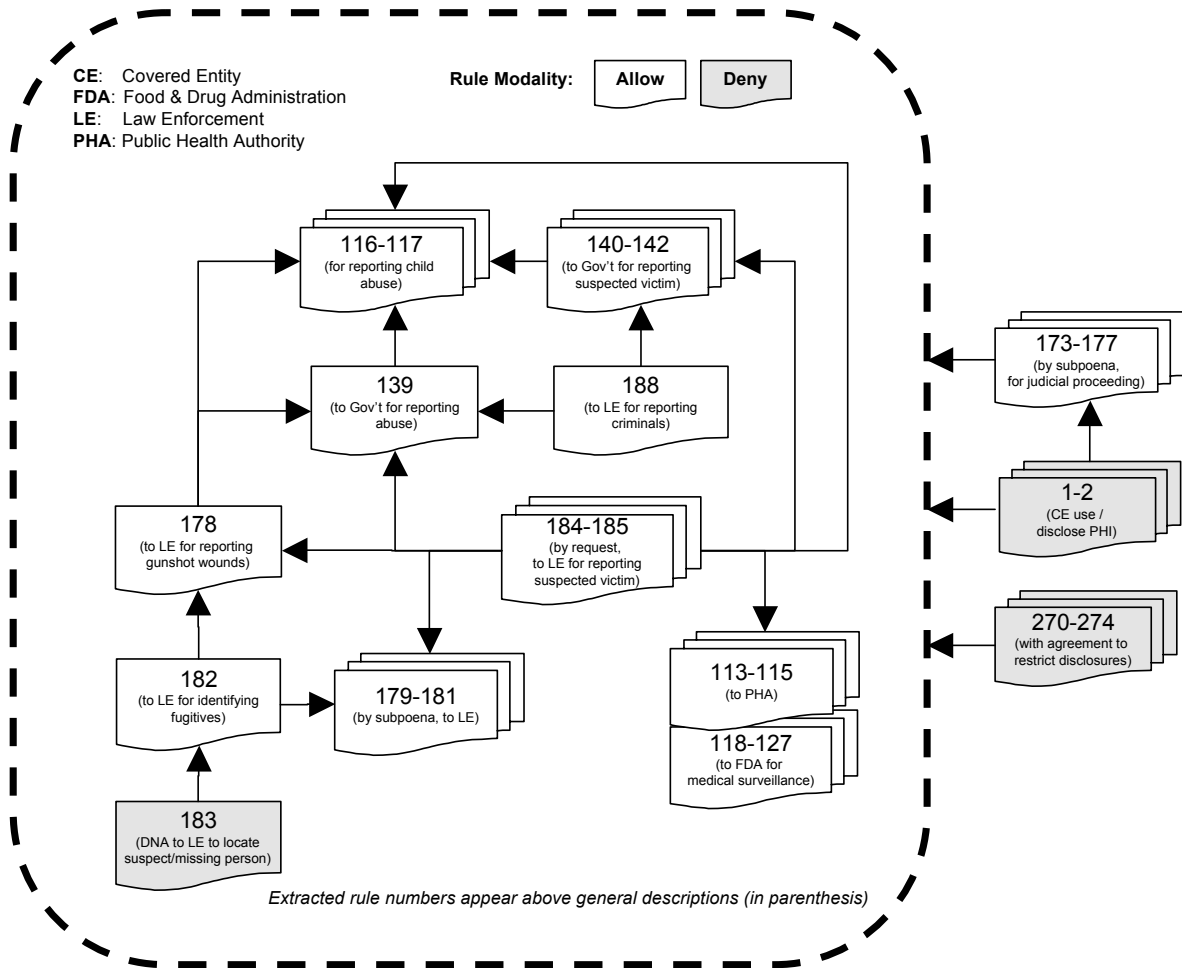 CE: Covered Entity
FDA: Food & Drug Administration
LE: Law Enforcement
PHA: Public Health Authority
Rule Modality:
Allow
Deny
116-117
(for reporting child
abuse)
140-142
(to Gov't for reporting
suspected victim)
173-177
(by subpoena,
for judicial proceeding)
139
(to Gov't for reporting
abuse)
188
(to LE for reporting
criminals)
1-2
(CE use /
disclose PHI)
178
(to LE for reporting
gunshot wounds)
184-185
(by request,
to LE for reporting
suspected victim)
270-274
(with agreement to
restrict disclosures)
182
(to LE for identifying
fugitives)
179-181
(by subpoena, to LE)
113-115
(to PHA)
118-127
(to FDA for
medical surveillance)
183
(DNA to LE to locate
suspect/missing person)
Extracted rule numbers appear above general descriptions (in parenthesis)